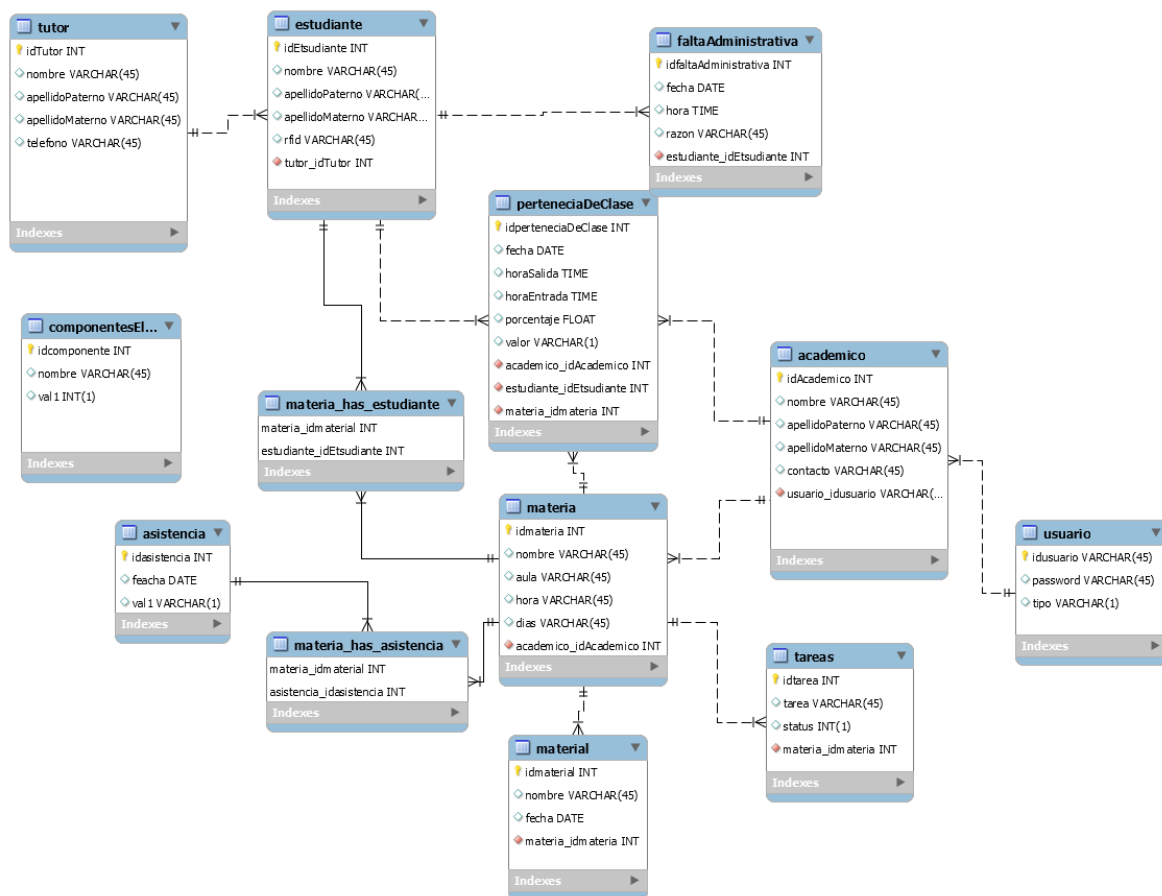 tutor
idTutor INT
nombre VARCHAR(45)
apellidoPaterno VARCHAR(45)
apellidoMaterno VARCHAR(45)
telefono VARCHAR(45)
Indexes
estudiante
idEtsudiante INT
nombre VARCHAR(45)
apellidoPaterno VARCHAR(...
apellidoMaterno VARCHAR...
rfid VARCHAR(45)
tutor_idTutor INT
Indexes
faltaAdministrativa
idfaltaAdministrativa INT
fecha DATE
hora TIME
razon VARCHAR(45)
estudiante_idEtsudiante INT
Indexes
perteneciaDeClase
idperteneciaDeClase INT
fecha DATE
horaSalida TIME
horaEntrada TIME
porcentaje FLOAT
valor VARCHAR(1)
academico_idAcademico INT
estudiante_idEtsudiante INT
materia_idmateria INT
Indexes
componentesEl...
idcomponente INT
nombre VARCHAR(45)
val1 INT(1)
Indexes
materia_has_estudiante
materia_idmaterial INT
estudiante_idEtsudiante INT
Indexes
academico
idAcademico INT
nombre VARCHAR(45)
apellidoPaterno VARCHAR(45)
apellidoMaterno VARCHAR(45)
contacto VARCHAR(45)
usuario_idusuario VARCHAR(...
Indexes
asistencia
idasistencia INT
feacha DATE
val1 VARCHAR(1)
Indexes
materia
idmateria INT
nombre VARCHAR(45)
aula VARCHAR(45)
hora VARCHAR(45)
dias VARCHAR(45)
academico_idAcademico INT
Indexes
usuario
idusuario VARCHAR(45)
password VARCHAR(45)
tipo VARCHAR(1)
Indexes
materia_has_asistencia
materia_idmaterial INT
asistencia_idasistencia INT
Indexes
tareas
idtarea INT
tarea VARCHAR(45)
status INT(1)
materia_idmateria INT
Indexes
material
idmaterial INT
nombre VARCHAR(45)
fecha DATE
materia_idmateria INT
Indexes